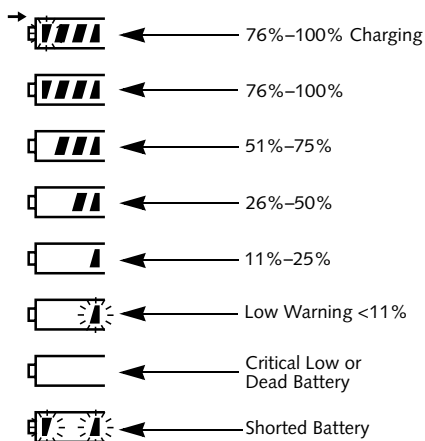 76%–100% Charging
76%–100%
51%–75%
26%–50%
11%–25%
Low Warning <11%
Critical Low or
Dead Battery
Shorted Battery